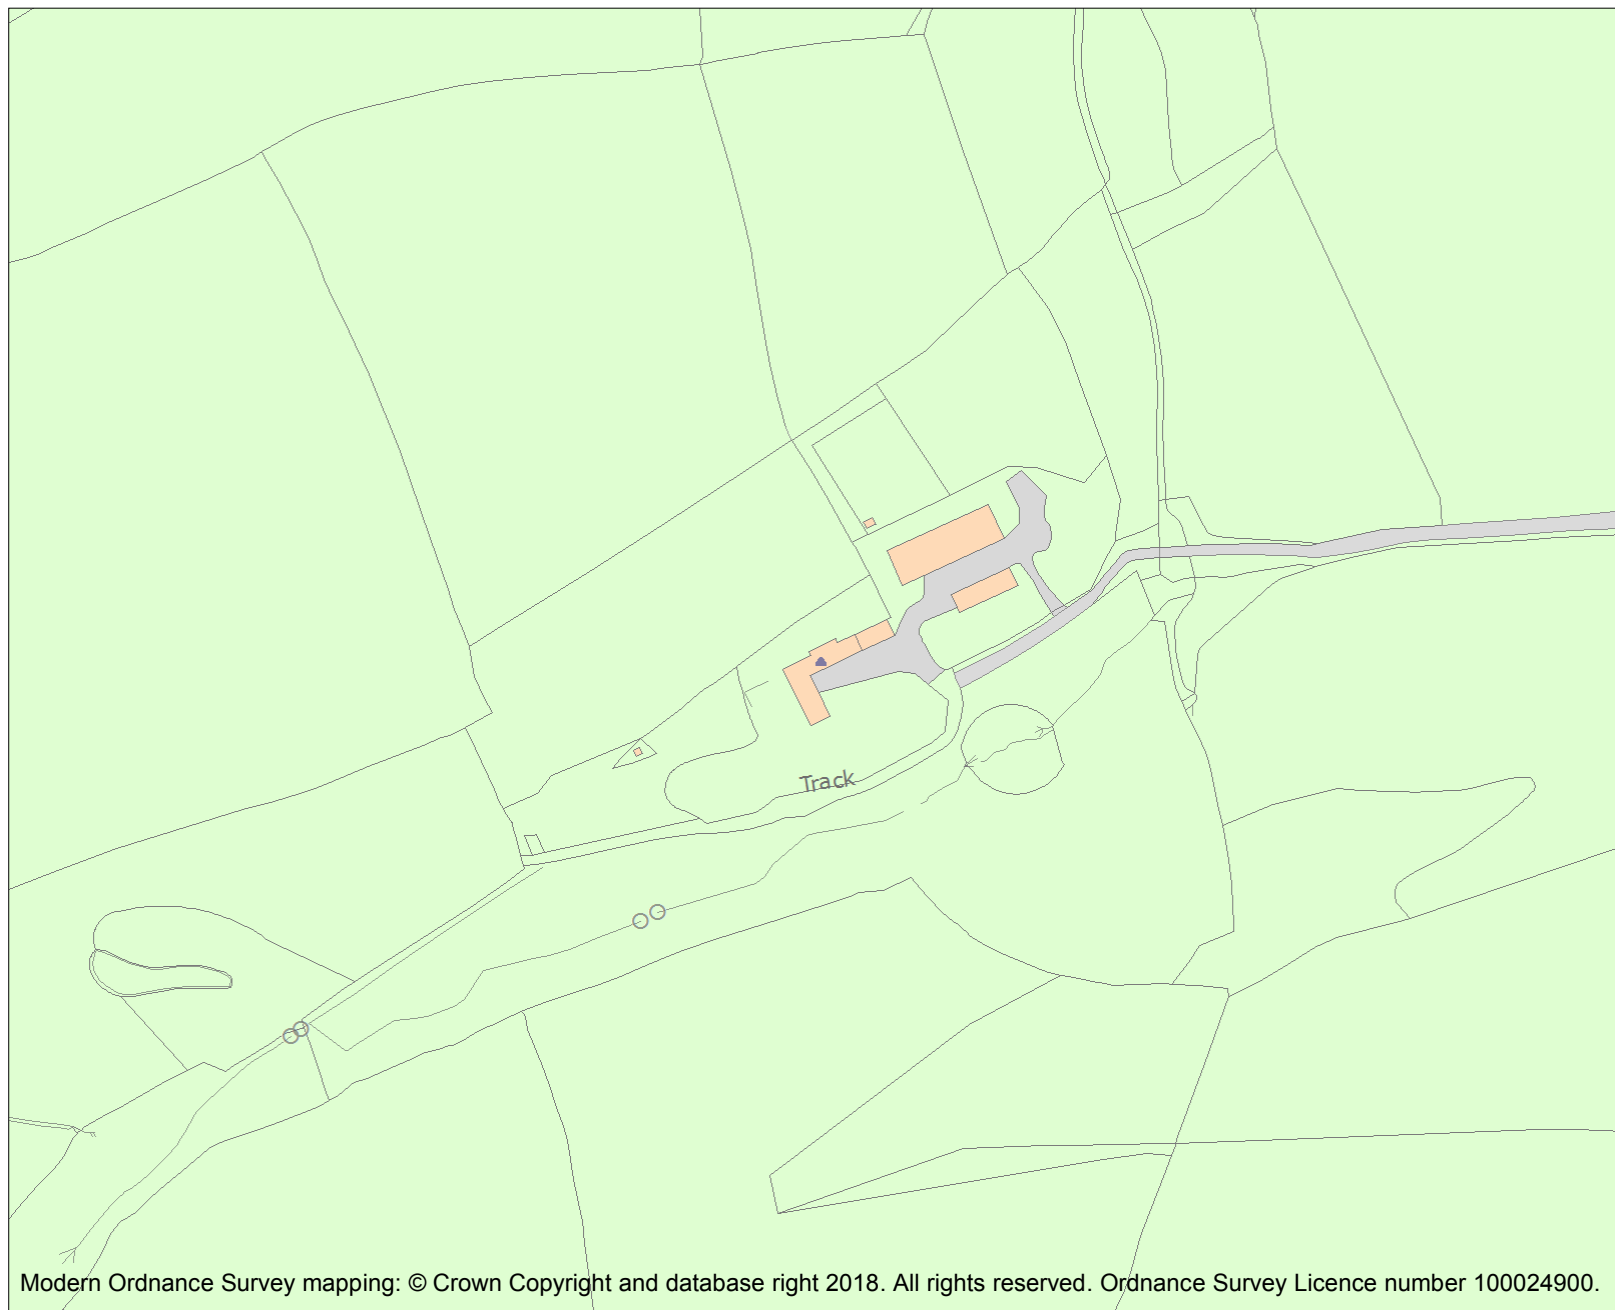 Track
Modern Ordnance Survey mapping: © Crown Copyright and database right 2018. All rights reserved. Ordnance Survey Licence number 100024900.